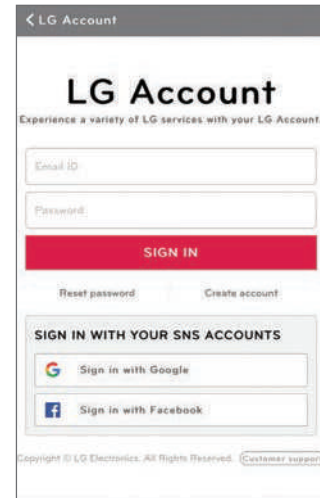 LG Account
LG Account
Experience a variety of LG services with your LG Account.
Email ID
Password
SIGN IN
Reset password Create account
SIGN IN WITH YOUR SNS ACCOUNTS
Sign in with Google
Sign in with Facebook
Copyright © LG Electronics. All Rights Reserved. Customer support